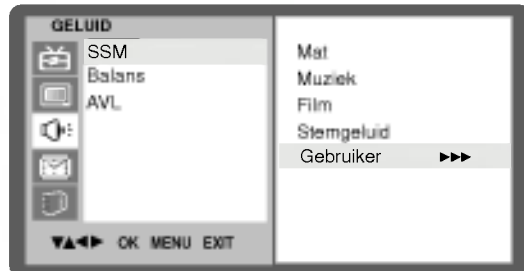 GELUID
SSM
Balans
AVL
▼▲◀▶ OK MENU EXIT
Mat
Muziek
Film
Stemgeluid
Gebruiker ▶▶▶